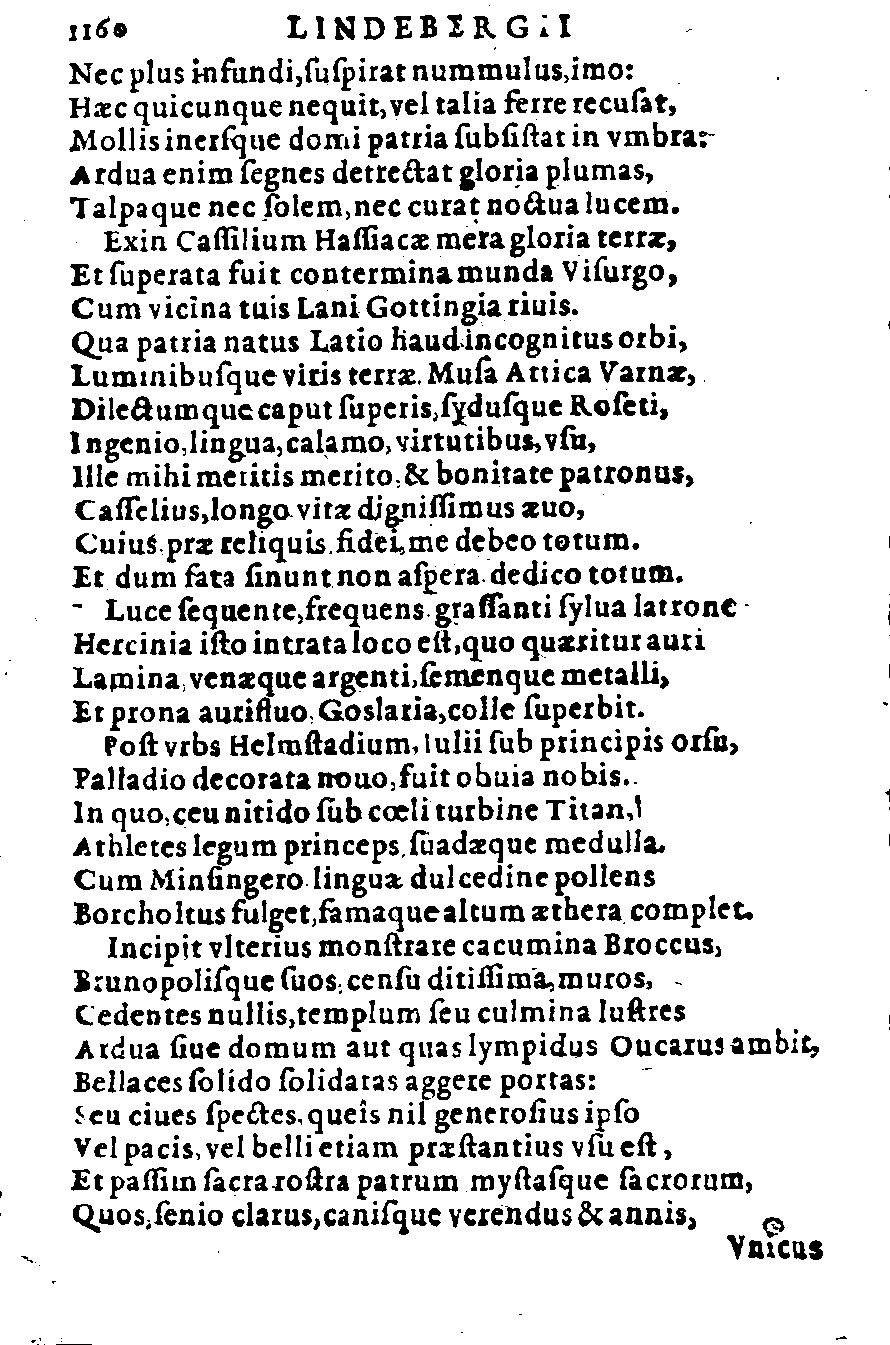 1160 LINDEBERGII
Nec plus infundi,ſuſpirat nummulus,imo:
Hæc quicunque nequit,vel talia ferre recuſat,
Mollis inerſque domi patria ſubſiſtat in vmbra:
Ardua enim ſegnes detrectat gloria plumas,
Talpaque nec ſolem,nec curat noctua lucem.
Exin Caſſilium Haſſiacæ mera gloria terræ,
Et ſuperata fuit contermina munda Viſurgo,
Cum vicina tuis Lani Gottingia riuis.
Qua patria natus Latio haud incognitus orbi,
Luminibuſque viris terræ Muſa Attica Varnæ,
Dilectumque caput ſuperis,ſyduſque Roſeti,
Ingenio,lingua,calamo,virtutibus,vſu,
Ille mihi meritis merito,& bonitate patronus,
Caſſelius,longo vitæ digniſſimus æuo,
Cuius præ reliquis fidei,me debeo totum.
Et dum fata ſinunt non aſpera dedico totum.
Luce ſequente,frequens graſſanti ſylua latrone
Hercinia iſto intrata loco eſt,quo quæritur auri
Lamina,venæque argenti,ſemenque metalli,
Et prona aurifluo,Goslaria,colle ſuperbit.
Poſt vrbs Helmſtadium,Iulii ſub principis orſu,
Palladio decorata nouo,fuit obuia nobis.
In quo,ceu nitido ſub cœli turbine Titan,
Athletes legum princeps,ſuadæque medulla.
Cum Minſingero linguæ dulcedine pollens
Borcholtus fulget,famaque altum æthera complet.
Incipit vlterius monſtrare cacumina Broccus,
Brunopoliſque ſuos,cenſu ditiſſima,muros,
Cedentes nullis,templum ſeu culmina luſtres
Ardua ſiue domum aut quas lympidus Oucarus ambit,
Bellaces ſolido ſolidatas aggere portas:
Seu ciues ſpectes,queis nil generoſius ipſo
Vel pacis,vel belli etiam præſtantius vſu eſt,
Et paſſim ſacra roſtra patrum myſtaſque ſacrorum,
Quos,ſenio clarus,caniſque verendus & annis,
Vnicus